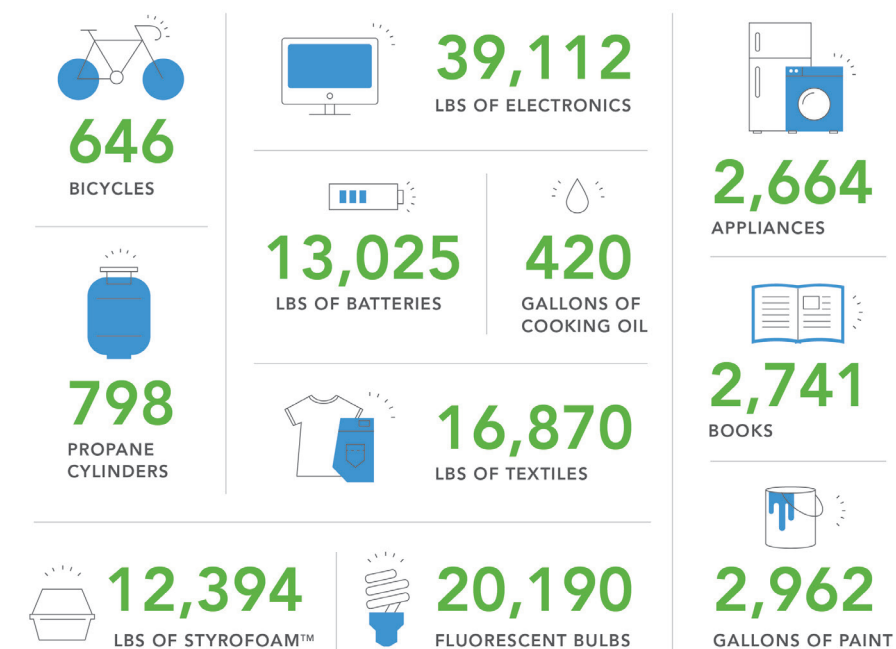 646
BICYCLES
798
PROPANE
CYLINDERS
39,112
LBS OF ELECTRONICS
13,025
LBS OF BATTERIES
420
GALLONS OF
COOKING OIL
16,870
LBS OF TEXTILES
12,394
LBS OF STYROFOAM™
20,190
FLUORESCENT BULBS
2,664
APPLIANCES
2,741
BOOKS
2,962
GALLONS OF PAINT